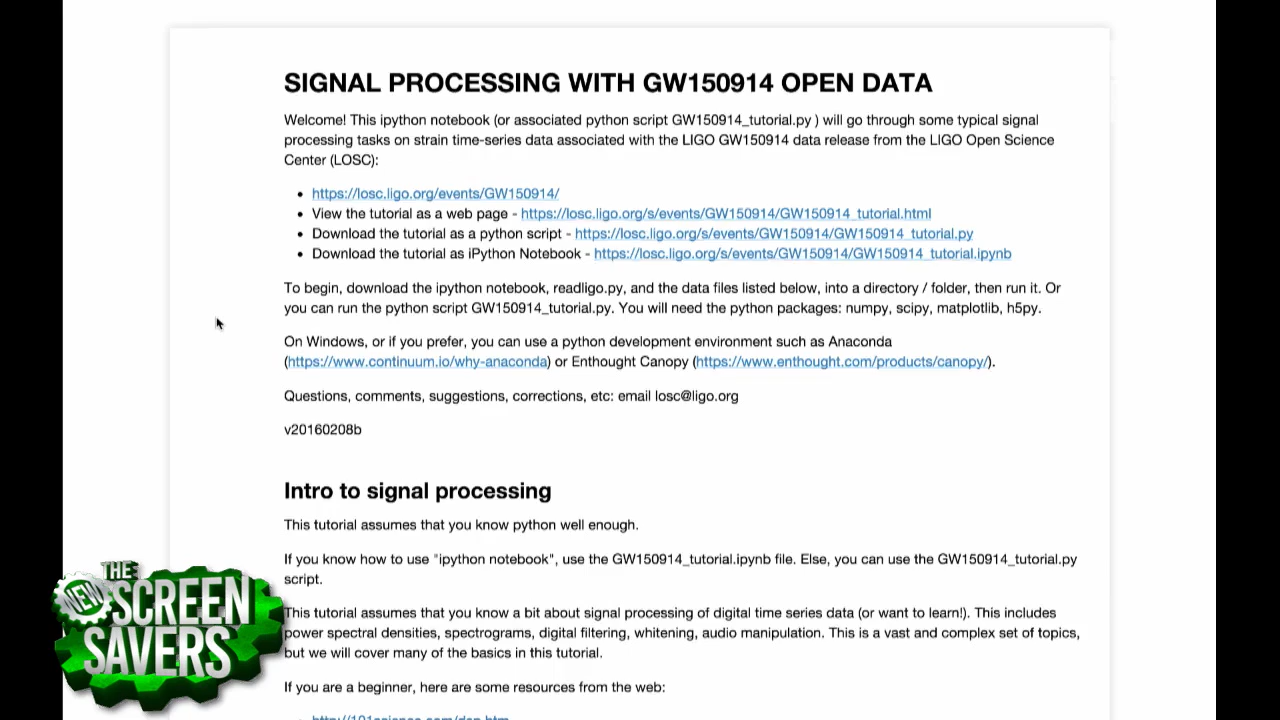 SIGNAL PROCESSING WITH GW150914 OPEN DATA
Welcome! This ipython notebook (or associated python script GW150914_tutorial.py ) will go through some typical signal
processing tasks on strain time-series data associated with the LIGO GW150914 data release from the LIGO Open Science
Center (LOSC):
https://losc.ligo.org/events/GW150914/
View the tutorial as a web page - https://losc.ligo.org/s/events/GW150914/GW150914_tutorial.html
Download the tutorial as a python script - https://losc.ligo.org/s/events/GW150914/GW150914_tutorial.py
Download the tutorial as iPython Notebook - https://losc.ligo.org/s/events/GW150914/GW150914_tutorial.ipynb
To begin, download the ipython notebook, readligo.py, and the data files listed below, into a directory / folder, then run it. Or
you can run the python script GW150914_tutorial.py. You will need the python packages: numpy, scipy, matplotlib, h5py.
On Windows, or if you prefer, you can use a python development environment such as Anaconda
(https://www.continuum.io/why-anaconda) or Enthought Canopy (https://www.enthought.com/products/canopy/).
Questions, comments, suggestions, corrections, etc: email losc@ligo.org
v20160208b
Intro to signal processing
This tutorial assumes that you know python well enough.
If you know how to use "ipython notebook", use the GW150914_tutorial.ipynb file. Else, you can use the GW150914_tutorial.py
script.
This tutorial assumes that you know a bit about signal processing of digital time series data (or want to learn!). This includes
power spectral densities, spectrograms, digital filtering, whitening, audio manipulation. This is a vast and complex set of topics,
but we will cover many of the basics in this tutorial.
If you are a beginner, here are some resources from the web:
http://101science.com/dsp.htm
THE
NEW SCREEN
SAVERS